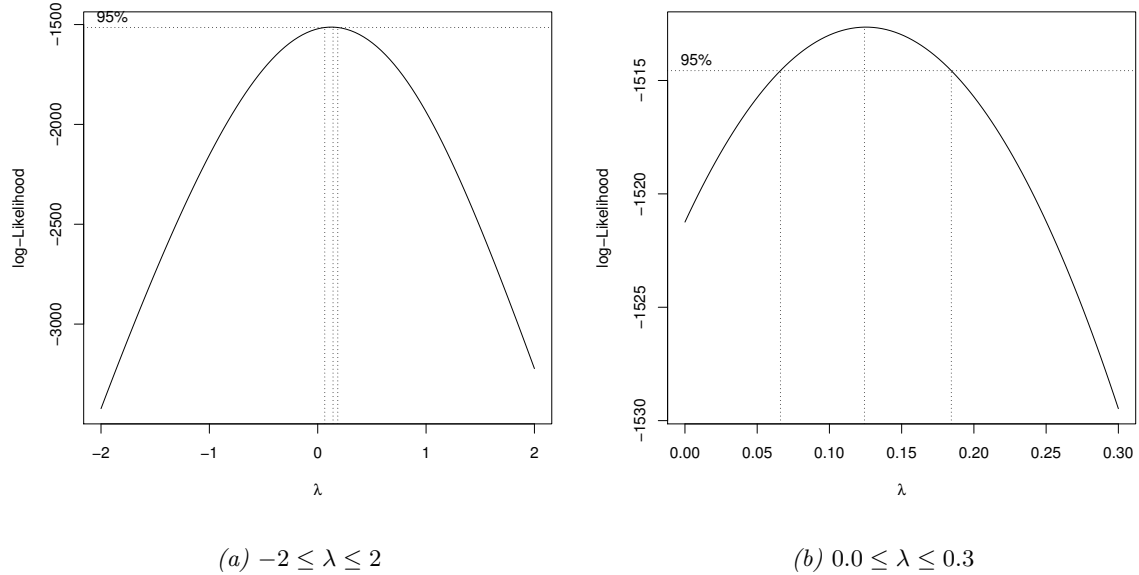 95%
−1500
−2000
−2500
−3000
log−Likelihood
−2 −1 0 1 2
λ
(a) −2 ≤ λ ≤ 2
95%
−1515
−1520
−1525
−1530
log−Likelihood
0.00 0.05 0.10 0.15 0.20 0.25 0.30
λ
(b) 0.0 ≤ λ ≤ 0.3